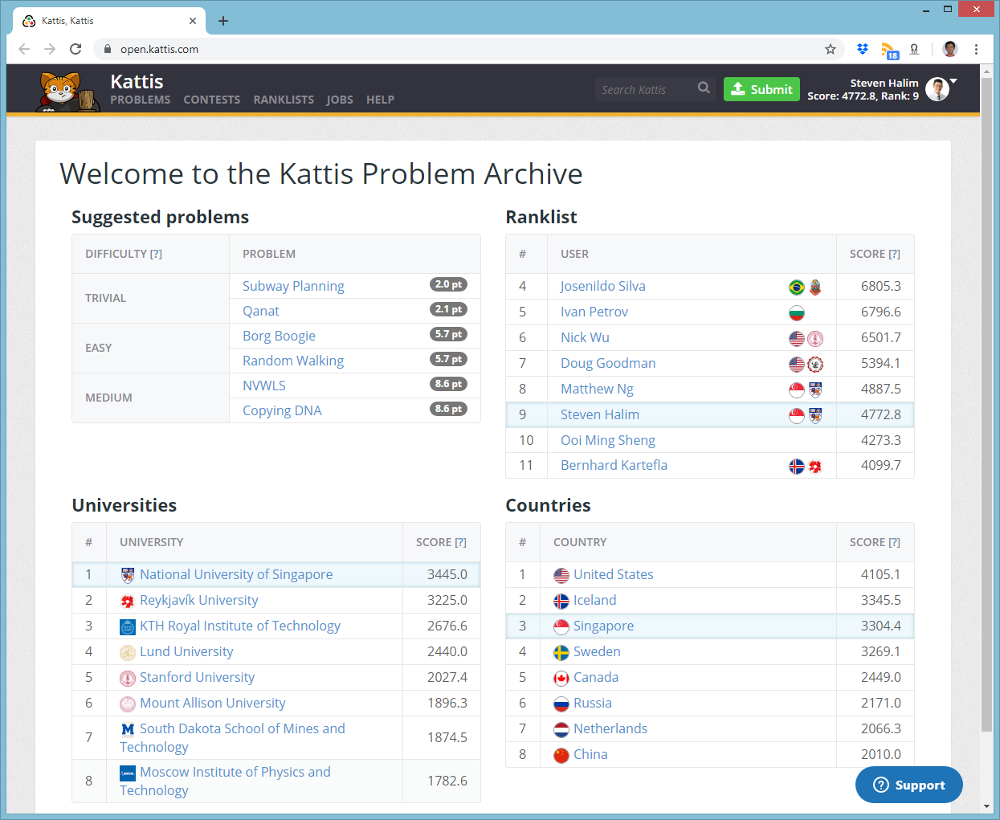 Kattis, Kattis
open.kattis.com
18
Kattis
PROBLEMS CONTESTS RANKLISTS JOBS HELP
Search Kattis
Submit
Steven Halim
Score: 4772.8, Rank: 9
Welcome to the Kattis Problem Archive
Suggested problems
DIFFICULTY [?] PROBLEM
TRIVIAL
Subway Planning 2.0 pt
Qanat 2.1 pt
EASY
Borg Boogie 5.7 pt
Random Walking 5.7 pt
MEDIUM
NVWLS 8.6 pt
Copying DNA 8.6 pt
Ranklist
# USER SCORE [?]
4 Josenildo Silva 6805.3
5 Ivan Petrov 6796.6
6 Nick Wu 6501.7
7 Doug Goodman 5394.1
8 Matthew Ng 4887.5
9 Steven Halim 4772.8
10 Ooi Ming Sheng 4273.3
11 Bernhard Kartefla 4099.7
Universities
# UNIVERSITY SCORE [?]
1 National University of Singapore 3445.0
2 Reykjavík University 3225.0
3 KTH Royal Institute of Technology 2676.6
4 Lund University 2440.0
5 Stanford University 2027.4
6 Mount Allison University 1896.3
7 South Dakota School of Mines and
Technology 1874.5
8 Moscow Institute of Physics and
Technology 1782.6
Countries
# COUNTRY SCORE [?]
1 United States 4105.1
2 Iceland 3345.5
3 Singapore 3304.4
4 Sweden 3269.1
5 Canada 2449.0
6 Russia 2171.0
7 Netherlands 2066.3
8 China 2010.0
Support